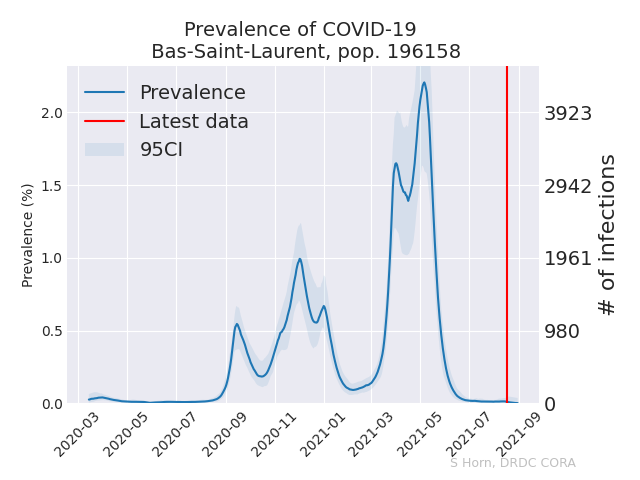 Prevalence of COVID-19
Bas-Saint-Laurent, pop. 196158
Prevalence
Latest data
95CI
Prevalence (%)
2.0
1.5
1.0
0.5
0.0
3923
2942
1961
980
0
# of infections
2020-03
2020-05
2020-07
2020-09
2020-11
2021-01
2021-03
2021-05
2021-07
2021-09
S Horn, DRDC CORA